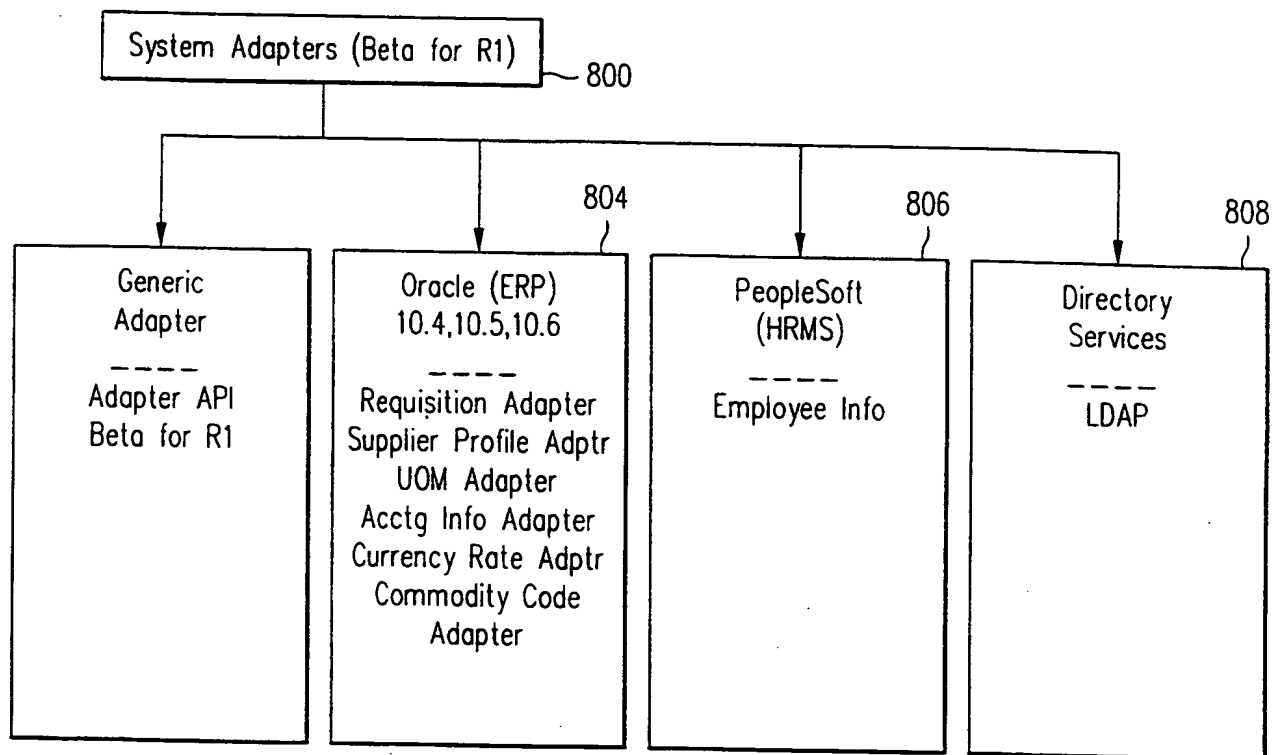 System Adapters (Beta for R1)
800
804
806
808
Generic
Adapter
Adapter API
Beta for R1
Oracle (ERP)
10.4,10.5,10.6
Requisition Adapter
Supplier Profile Adptr
UOM Adapter
Acctg Info Adapter
Currency Rate Adptr
Commodity Code
Adapter
PeopleSoft
(HRMS)
Employee Info
Directory
Services
LDAP